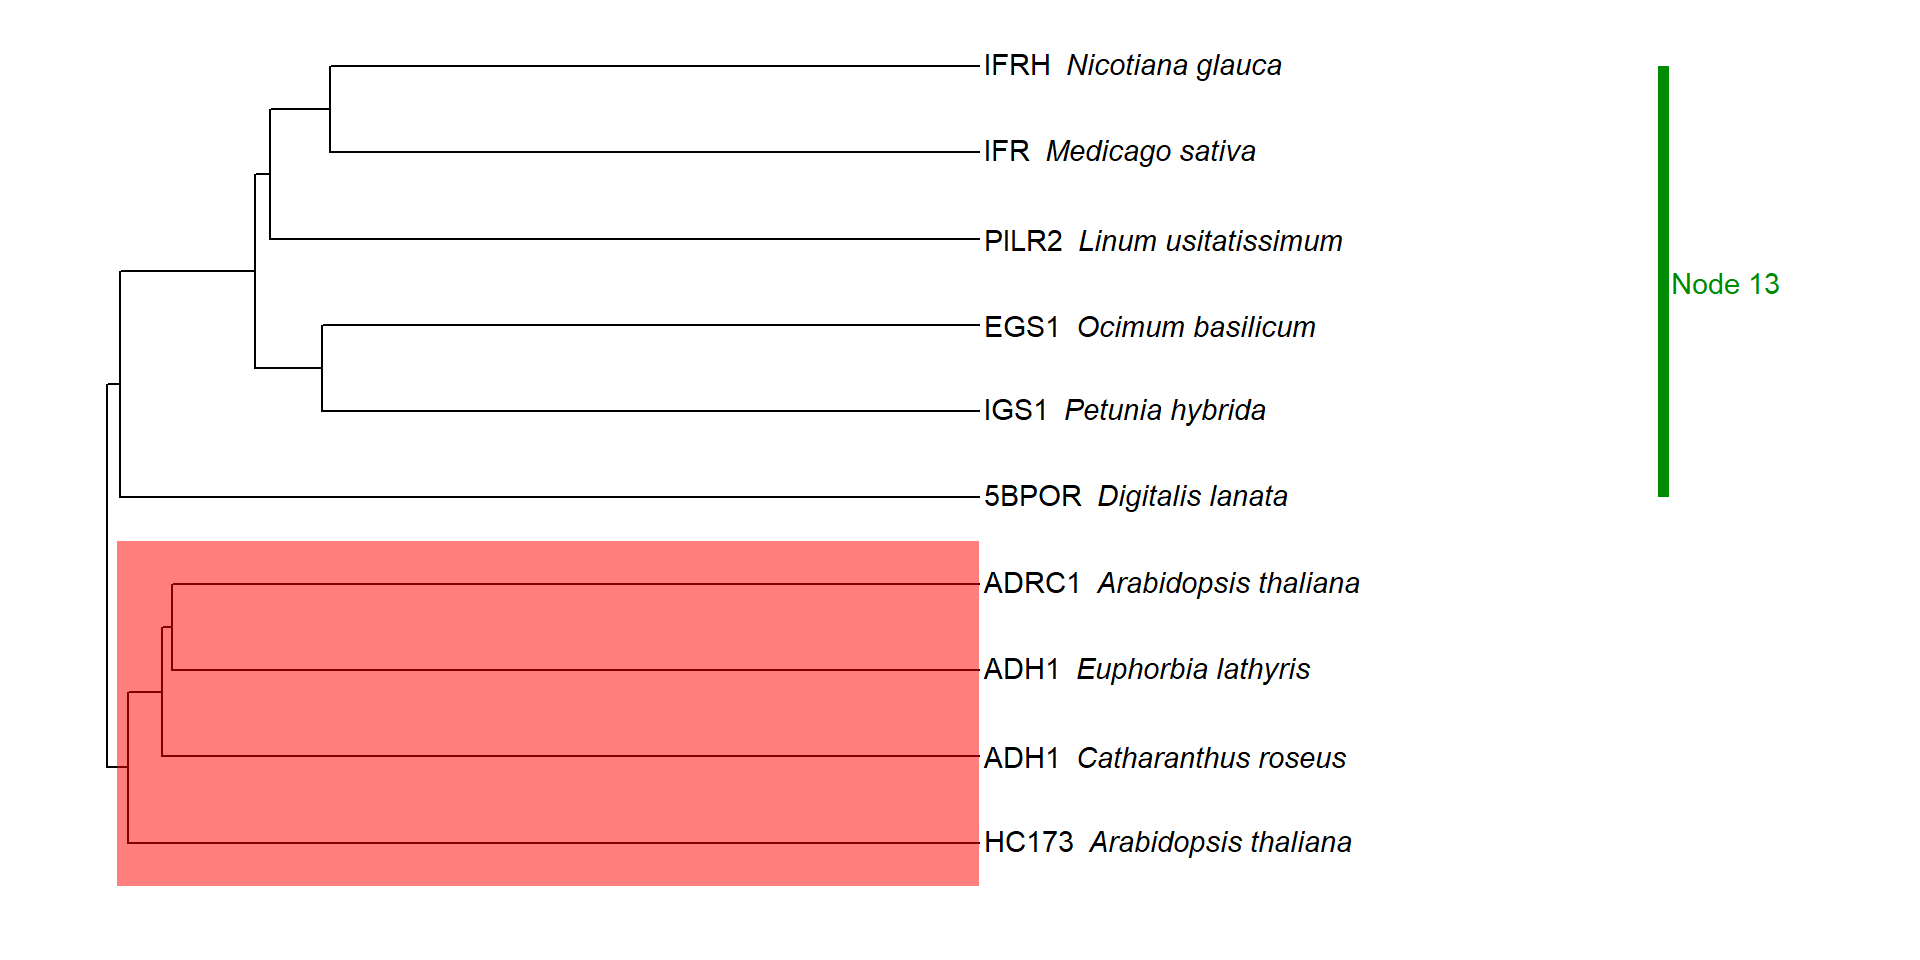 IFRH Nicotiana glauca
IFR Medicago sativa
PILR2 Linum usitatissimum
Node 13
EGS1 Ocimum basilicum
IGS1 Petunia hybrida
5BPOR Digitalis lanata
ADRC1 Arabidopsis thaliana
ADH1 Euphorbia lathyris
ADH1 Catharanthus roseus
HC173 Arabidopsis thaliana